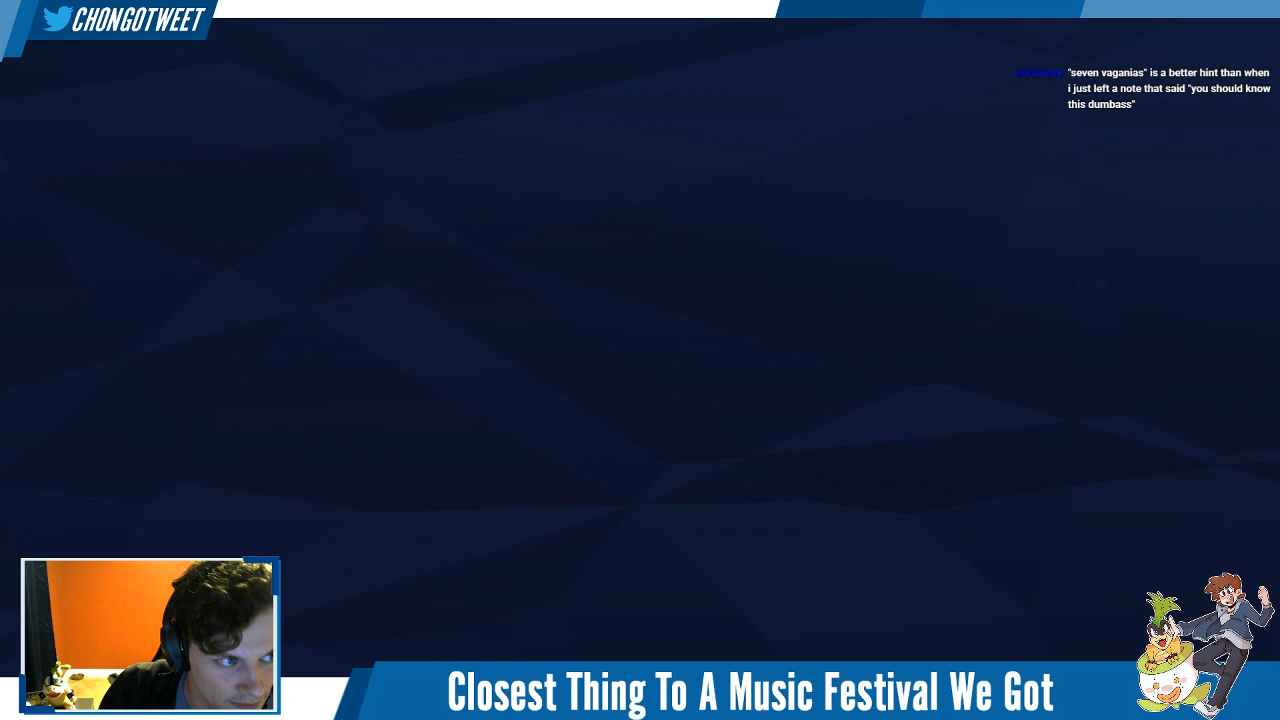 CHONGOTWEET
"seven vaganias" is a better hint than when
i just left a note that said "you should know
this dumbass"
Closest Thing To A Music Festival We Got